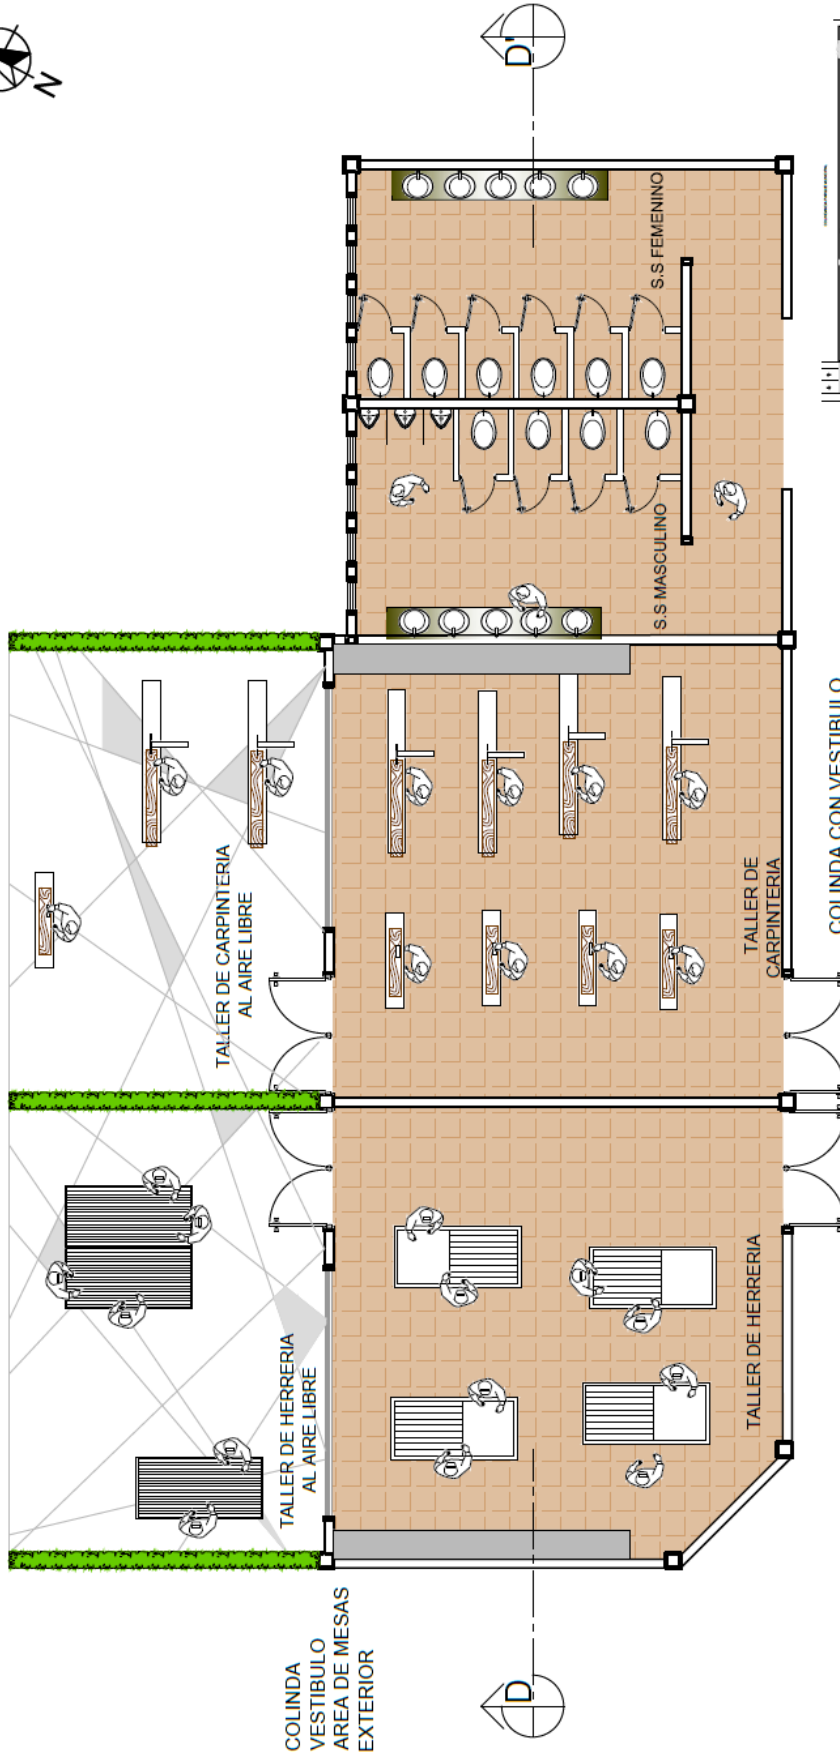 N
D'
S.S FEMENINO
S.S MASCULINO
TALLER DE CARPINTERIA
AL AIRE LIBRE
TALLER DE
CARPINTERIA
COLINDA CON VESTIBULO
TALLER DE HERRERIA
AL AIRE LIBRE
TALLER DE HERRERIA
COLINDA
VESTIBULO
AREA DE MESAS
EXTERIOR
D